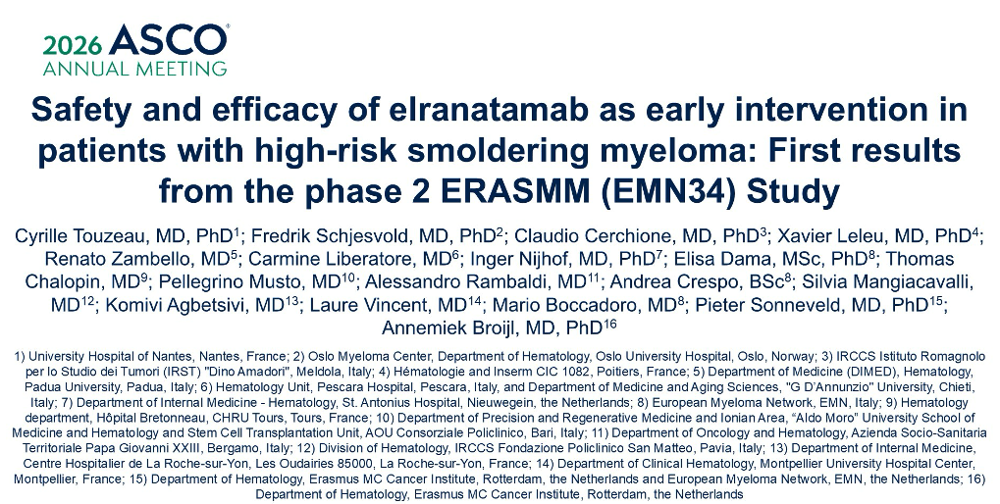 2026 ASCO®
ANNUAL MEETING
Safety and efficacy of elranatamab as early intervention in
patients with high-risk smoldering myeloma: First results
from the phase 2 ERASMM (EMN34) Study
Cyrille Touzeau, MD, PhD¹; Fredrik Schjesvold, MD, PhD²; Claudio Cerchione, MD, PhD³; Xavier Leleu, MD, PhD⁴;
Renato Zambello, MD⁵; Carmine Liberatore, MD⁶; Inger Nijhof, MD, PhD⁷; Elisa Dama, MSc, PhD⁸; Thomas
Chalopin, MD⁹; Pellegrino Musto, MD¹⁰; Alessandro Rambaldi, MD¹¹; Andrea Crespo, BSc⁸; Silvia Mangiacavalli,
MD¹²; Komivi Agbetsivi, MD¹³; Laure Vincent, MD¹⁴; Mario Boccadoro, MD⁸; Pieter Sonneveld, MD, PhD¹⁵;
Annemiek Broijl, MD, PhD¹⁶
1) University Hospital of Nantes, Nantes, France; 2) Oslo Myeloma Center, Department of Hematology, Oslo University Hospital, Oslo, Norway; 3) IRCCS Istituto Romagnolo
per lo Studio dei Tumori (IRST) "Dino Amadori", Meldola, Italy; 4) Hématologie and Inserm CIC 1082, Poitiers, France; 5) Department of Medicine (DIMED), Hematology,
Padua University, Padua, Italy; 6) Hematology Unit, Pescara Hospital, Pescara, Italy, and Department of Medicine and Aging Sciences, "G D'Annunzio" University, Chieti,
Italy; 7) Department of Internal Medicine - Hematology, St. Antonius Hospital, Nieuwegein, the Netherlands; 8) European Myeloma Network, EMN, Italy; 9) Hematology
department, Hôpital Bretonneau, CHRU Tours, Tours, France; 10) Department of Precision and Regenerative Medicine and Ionian Area, “Aldo Moro” University School of
Medicine and Hematology and Stem Cell Transplantation Unit, AOU Consorziale Policlinico, Bari, Italy; 11) Department of Oncology and Hematology, Azienda Socio-Sanitaria
Territoriale Papa Giovanni XXIII, Bergamo, Italy; 12) Division of Hematology, IRCCS Fondazione Policlinico San Matteo, Pavia, Italy; 13) Department of Internal Medicine,
Centre Hospitalier de La Roche-sur-Yon, Les Oudairies 85000, La Roche-sur-Yon, France; 14) Department of Clinical Hematology, Montpellier University Hospital Center,
Montpellier, France; 15) Department of Hematology, Erasmus MC Cancer Institute, Rotterdam, the Netherlands and European Myeloma Network, EMN, the Netherlands; 16)
Department of Hematology, Erasmus MC Cancer Institute, Rotterdam, the Netherlands